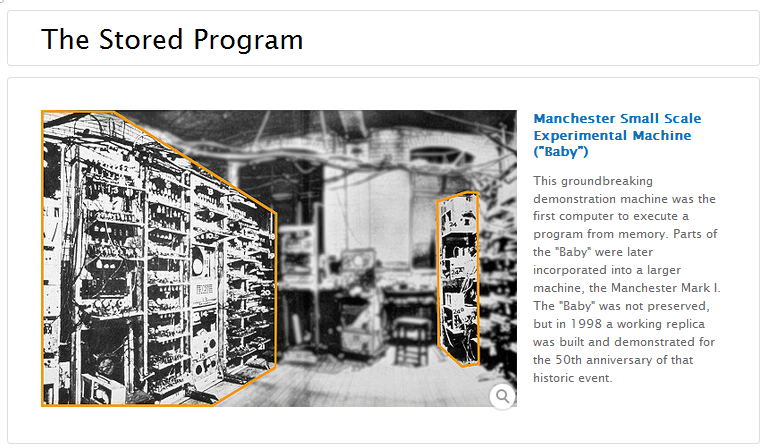 The Stored Program
Manchester Small Scale
Experimental Machine
("Baby")
This groundbreaking
demonstration machine was the
first computer to execute a
program from memory. Parts of
the "Baby" were later
incorporated into a larger
machine, the Manchester Mark I.
The "Baby" was not preserved,
but in 1998 a working replica
was built and demonstrated for
the 50th anniversary of that
historic event.